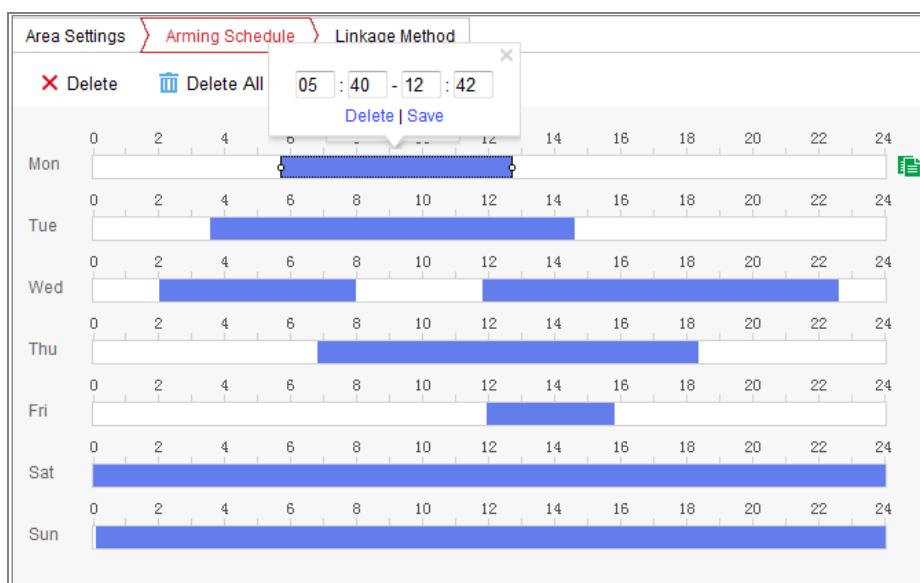 Area Settings Arming Schedule Linkage Method
Delete Delete All
05 : 40 - 12 : 42
Delete | Save
0 2 4 6 12 14 16 18 20 22 24
Mon
0 2 4 6 8 10 12 14 16 18 20 22 24
Tue
0 2 4 6 8 10 12 14 16 18 20 22 24
Wed
0 2 4 6 8 10 12 14 16 18 20 22 24
Thu
0 2 4 6 8 10 12 14 16 18 20 22 24
Fri
0 2 4 6 8 10 12 14 16 18 20 22 24
Sat
0 2 4 6 8 10 12 14 16 18 20 22 24
Sun